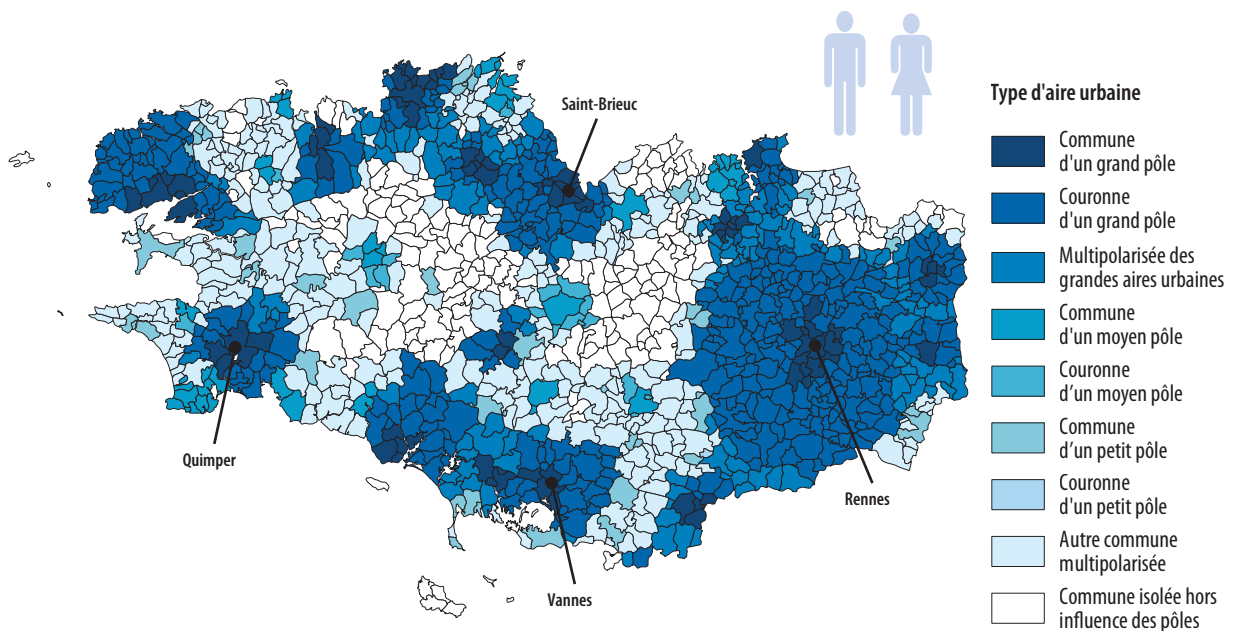 Saint-Brieuc
Quimper
Vannes
Rennes
Type d'aire urbaine
Commune
d'un grand pôle
Couronne
d'un grand pôle
Multipolarisée des
grandes aires urbaines
Commune
d'un moyen pôle
Couronne
d’un moyen pôle
Commune
d’un petit pôle
Couronne
d'un petit pôle
Autre commune
multipolarisée
Commune isolée hors
influence des pôles